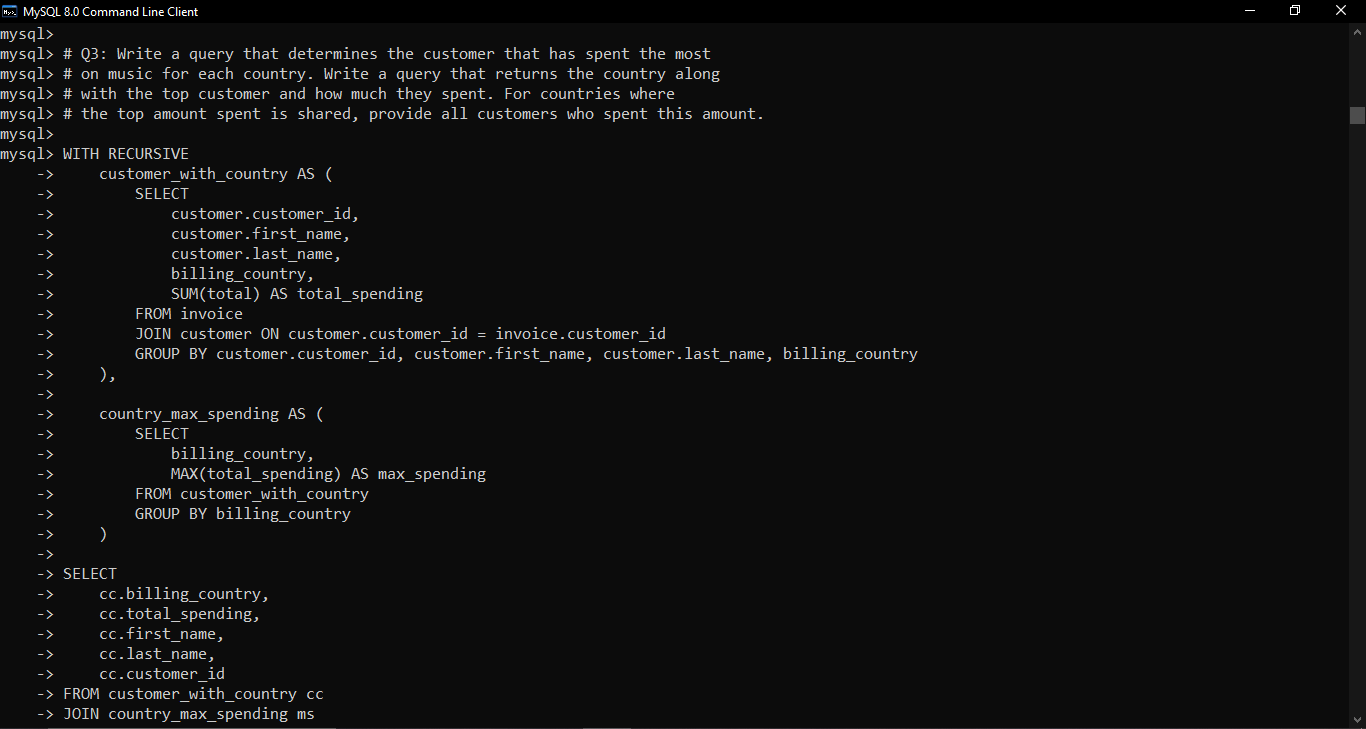 MySQL 8.0 Command Line Client
mysql>
mysql> # Q3: Write a query that determines the customer that has spent the most
mysql> # on music for each country. Write a query that returns the country along
mysql> # with the top customer and how much they spent. For countries where
mysql> # the top amount spent is shared, provide all customers who spent this amount.
mysql>
mysql> WITH RECURSIVE
    ->     customer_with_country AS (
    ->         SELECT
    ->             customer.customer_id,
    ->             customer.first_name,
    ->             customer.last_name,
    ->             billing_country,
    ->             SUM(total) AS total_spending
    ->         FROM invoice
    ->         JOIN customer ON customer.customer_id = invoice.customer_id
    ->         GROUP BY customer.customer_id, customer.first_name, customer.last_name, billing_country
    ->     ),
    ->
    ->     country_max_spending AS (
    ->         SELECT
    ->             billing_country,
    ->             MAX(total_spending) AS max_spending
    ->         FROM customer_with_country
    ->         GROUP BY billing_country
    ->     )
    ->
    -> SELECT
    ->     cc.billing_country,
    ->     cc.total_spending,
    ->     cc.first_name,
    ->     cc.last_name,
    ->     cc.customer_id
    -> FROM customer_with_country cc
    -> JOIN country_max_spending ms